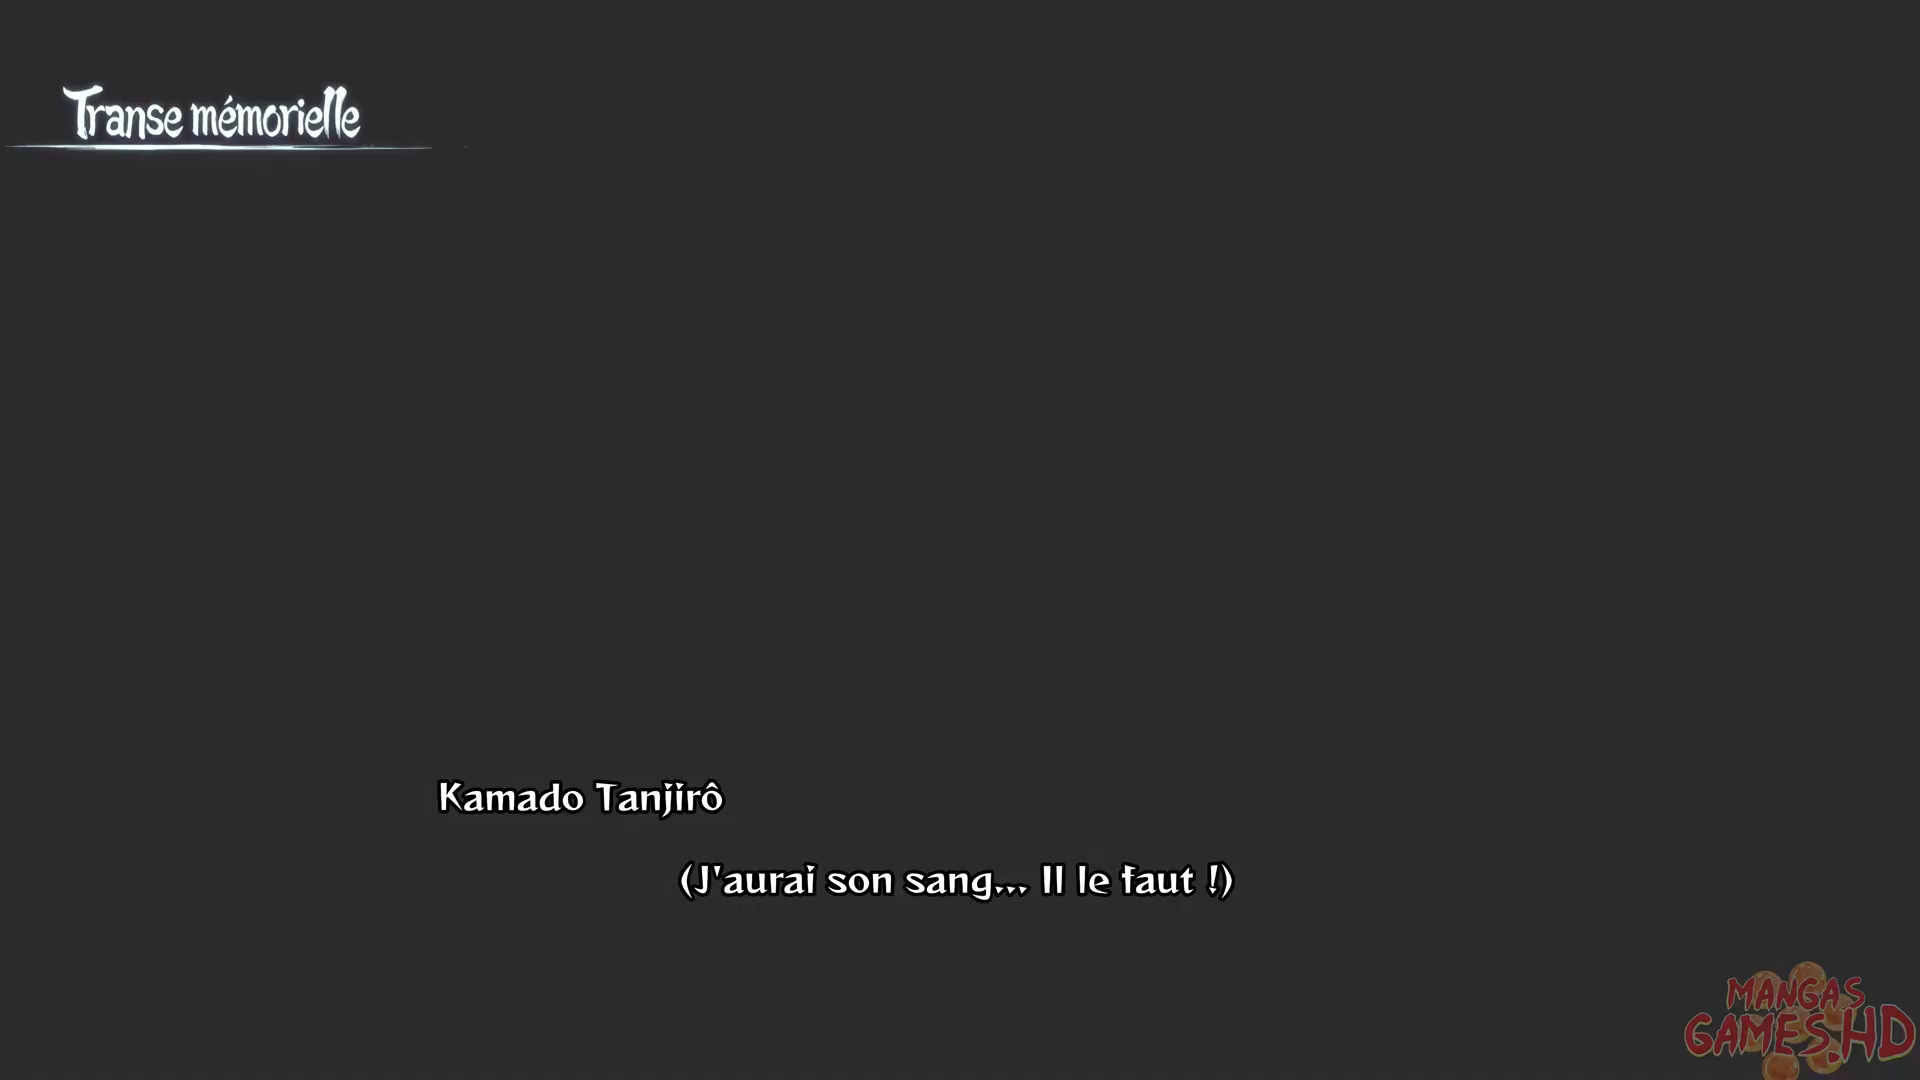 Transe mémorielle
Kamado Tanjirô
(J'aurai son sang... Il le faut !)
MANGAS
GAMES.HD